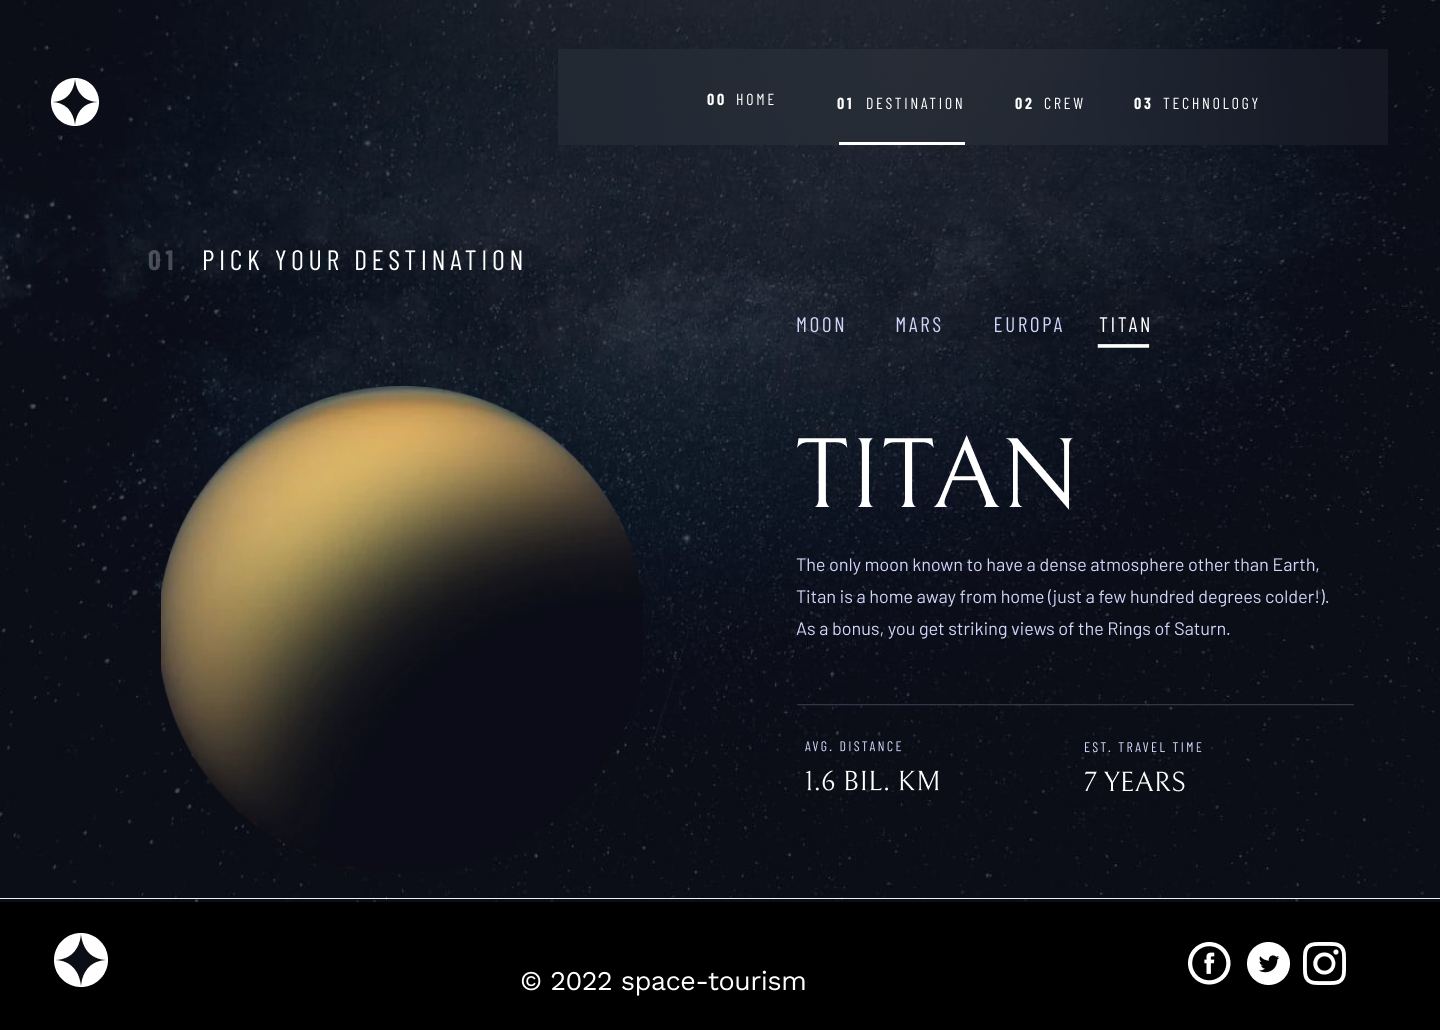 00 HOME 01 DESTINATION 02 CREW 03 TECHNOLOGY
01 PICK YOUR DESTINATION
MOON MARS EUROPA TITAN
TITAN
The only moon known to have a dense atmosphere other than Earth,
Titan is a home away from home (just a few hundred degrees colder!).
As a bonus, you get striking views of the Rings of Saturn.
AVG. DISTANCE
1.6 BIL. KM
EST. TRAVEL TIME
7 YEARS
© 2022 space-tourism